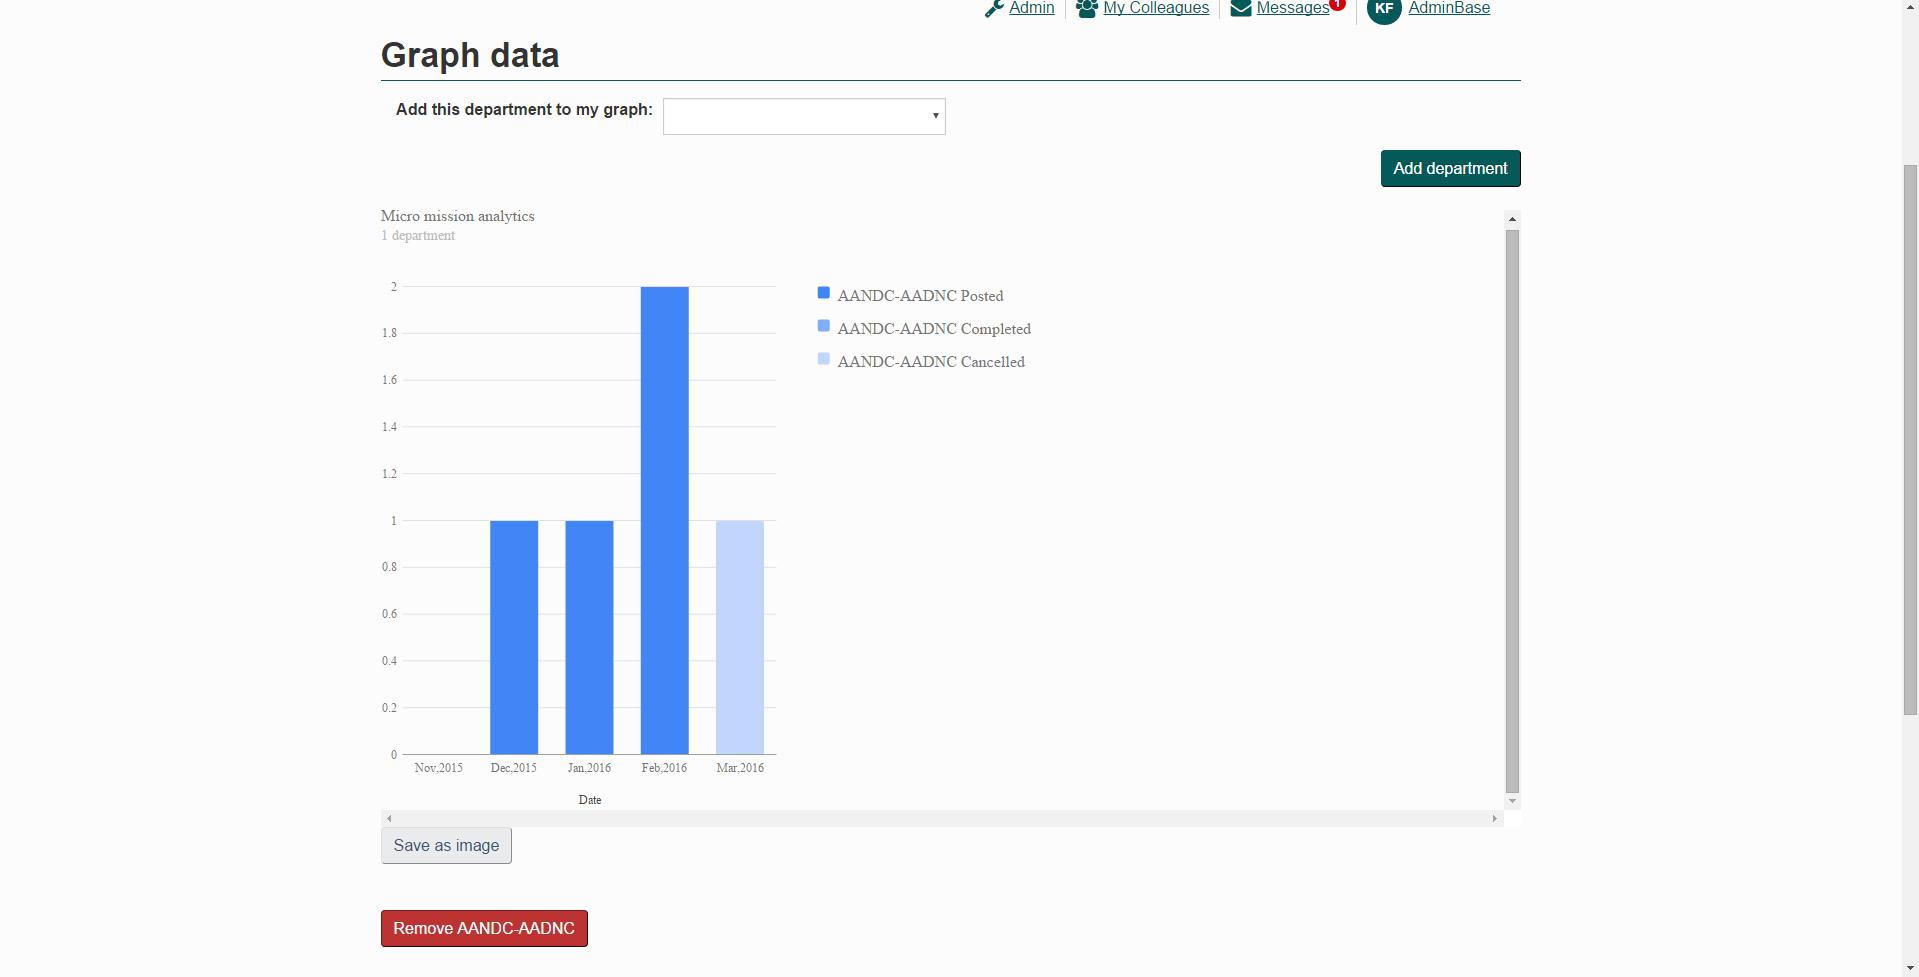 Admin My Colleagues Messages 1 KF AdminBase
Graph data
Add this department to my graph:
Add department
Micro mission analytics
1 department
2
1.8
1.6
1.4
1.2
1
0.8
0.6
0.4
0.2
0
AANDC-AADNC Posted
AANDC-AADNC Completed
AANDC-AADNC Cancelled
Nov,2015 Dec,2015 Jan,2016 Feb,2016 Mar,2016
Date
Save as image
Remove AANDC-AADNC